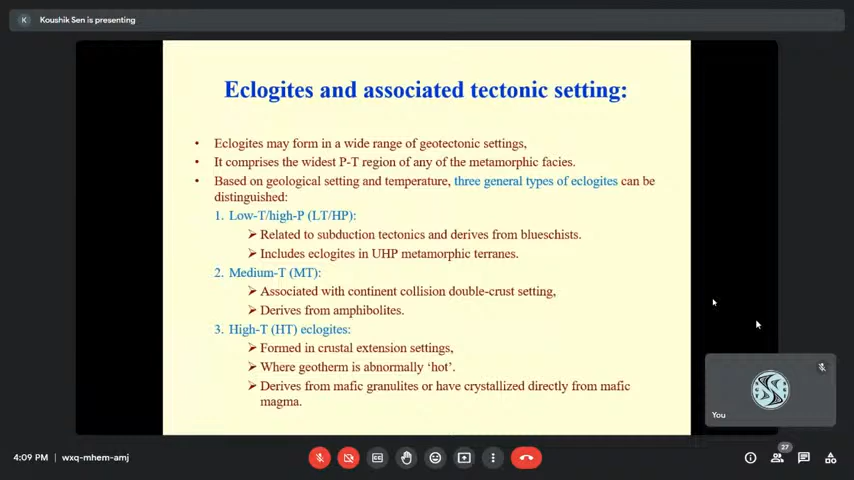 K Koushik Sen is presenting
Eclogites and associated tectonic setting:
• Eclogites may form in a wide range of geotectonic settings,
• It comprises the widest P-T region of any of the metamorphic facies.
• Based on geological setting and temperature, three general types of eclogites can be
distinguished:
1. Low-T/high-P (LT/HP):
➢ Related to subduction tectonics and derives from blueschists.
➢ Includes eclogites in UHP metamorphic terranes.
2. Medium-T (MT):
➢ Associated with continent collision double-crust setting,
➢ Derives from amphibolites.
3. High-T (HT) eclogites:
➢ Formed in crustal extension settings,
➢ Where geotherm is abnormally ‘hot’.
➢ Derives from mafic granulites or have crystallized directly from mafic
magma.
You
4:09 PM | wxq-mhem-amj
27